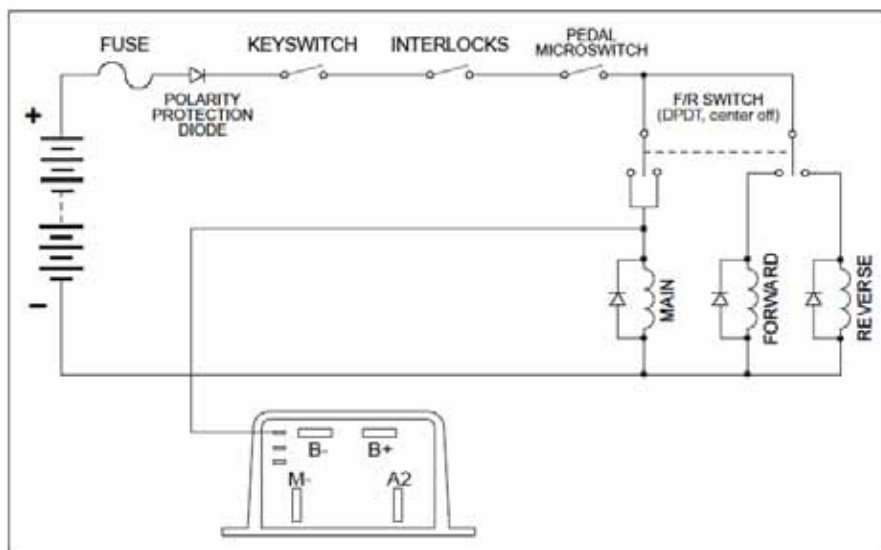 FUSE
KEYSWITCH
INTERLOCKS
PEDAL
MICROSWITCH
POLARITY
PROTECTION
DIODE
F/R SWITCH
(DPDT, center off)
+
-
MAIN
FORWARD
REVERSE
B-
B+
M-
A2